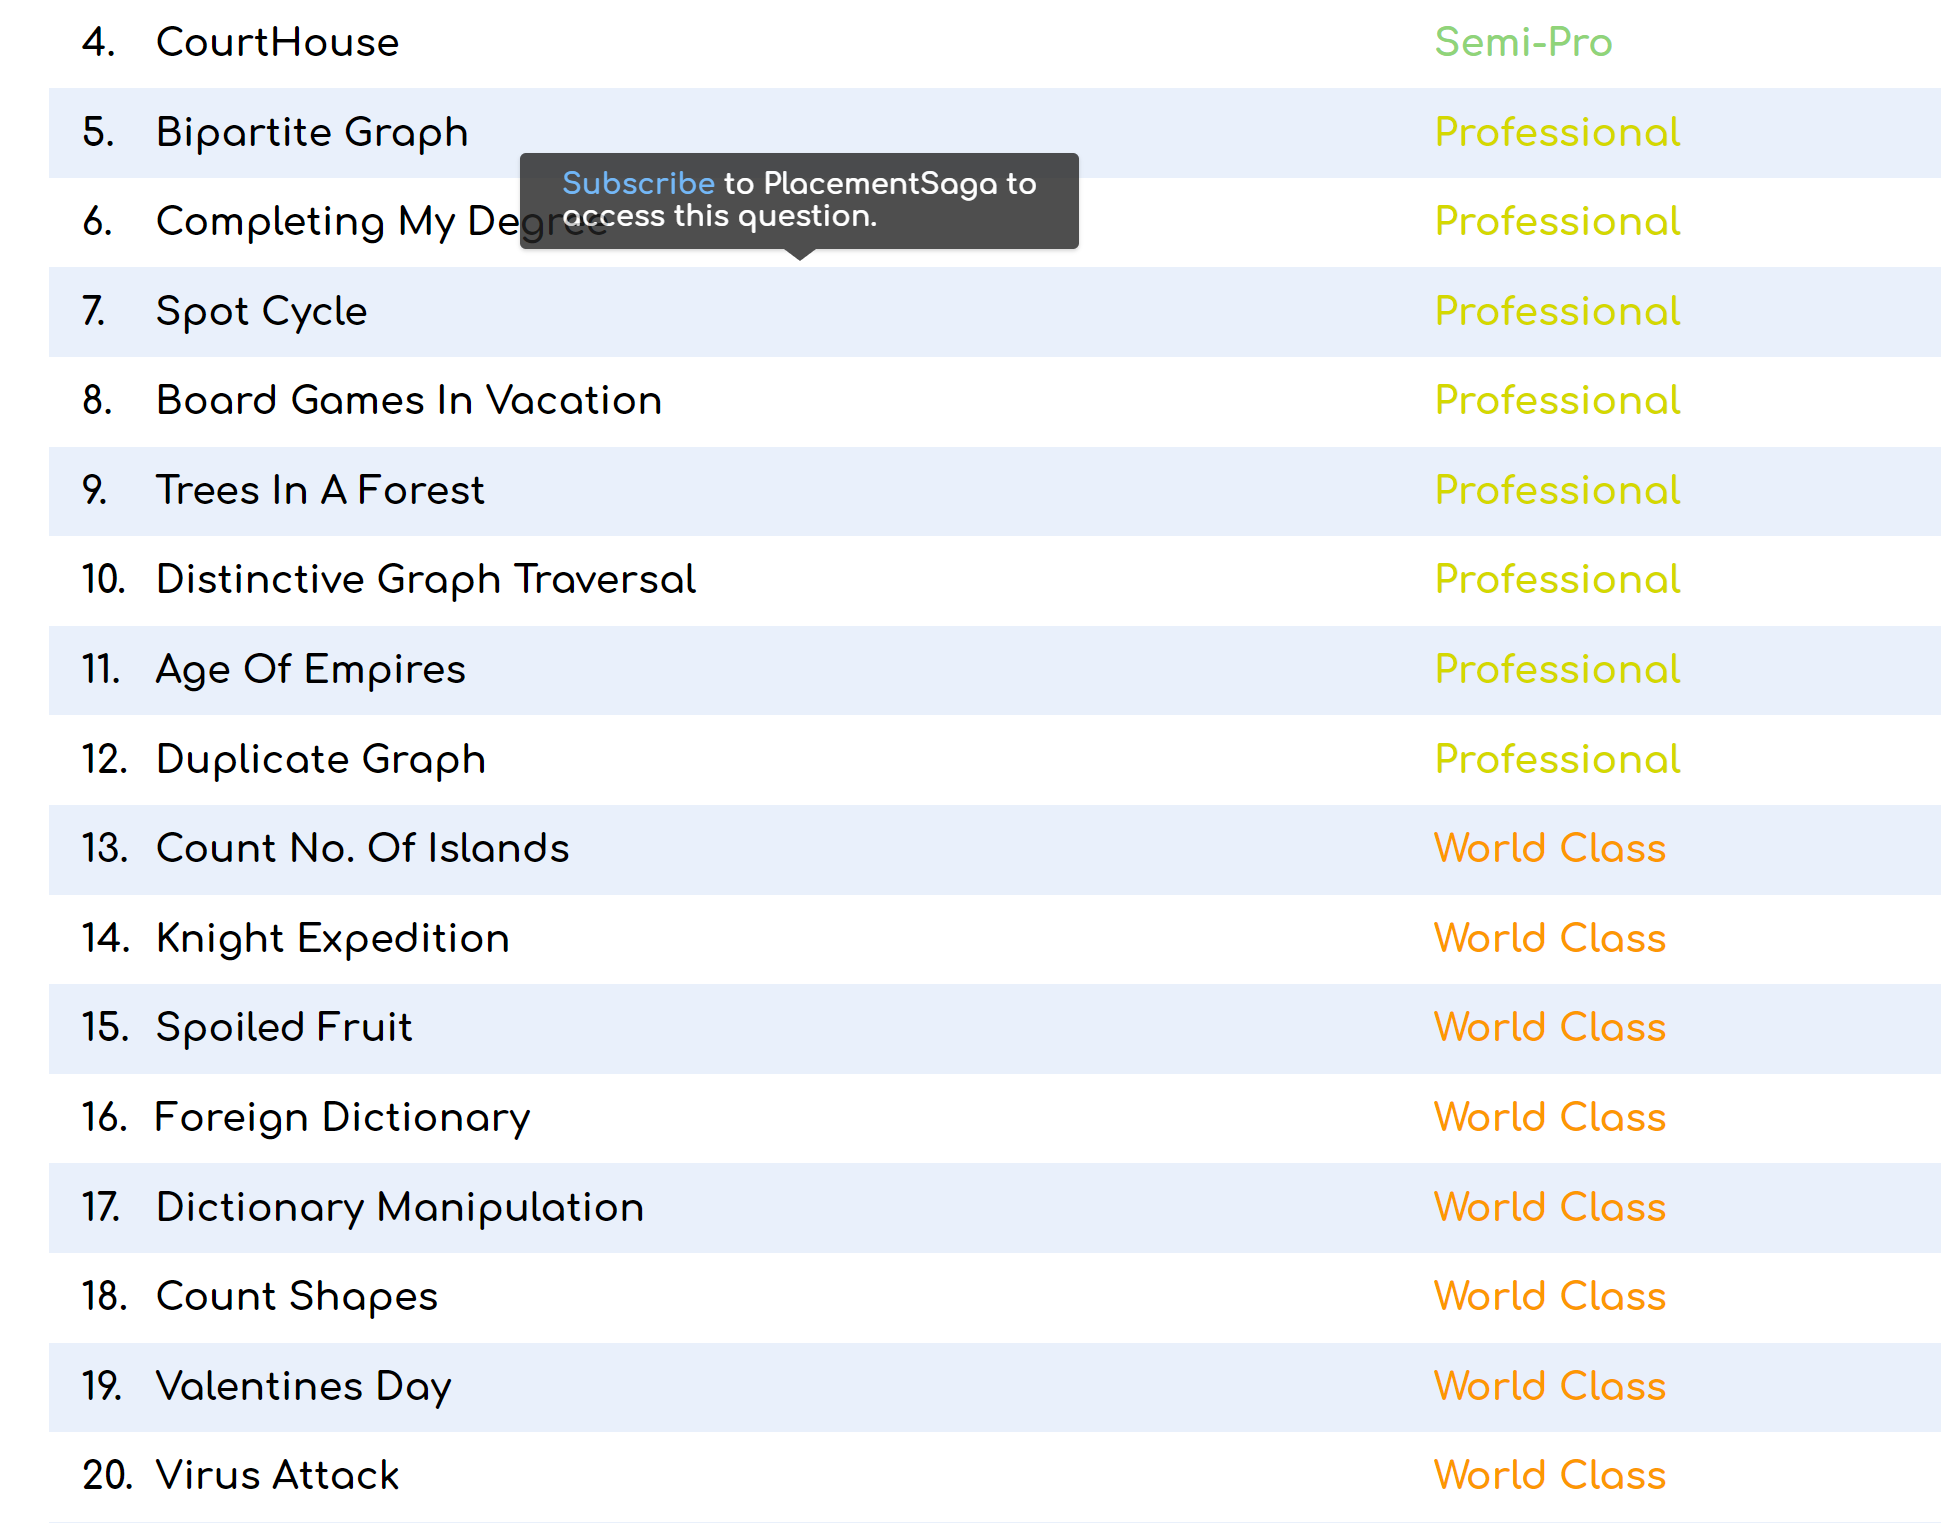 4. CourtHouse Semi-Pro
5. Bipartite Graph Professional
Subscribe to PlacementSaga to
access this question.
6. Completing My Degree Professional
7. Spot Cycle Professional
8. Board Games In Vacation Professional
9. Trees In A Forest Professional
10. Distinctive Graph Traversal Professional
11. Age Of Empires Professional
12. Duplicate Graph Professional
13. Count No. Of Islands World Class
14. Knight Expedition World Class
15. Spoiled Fruit World Class
16. Foreign Dictionary World Class
17. Dictionary Manipulation World Class
18. Count Shapes World Class
19. Valentines Day World Class
20. Virus Attack World Class